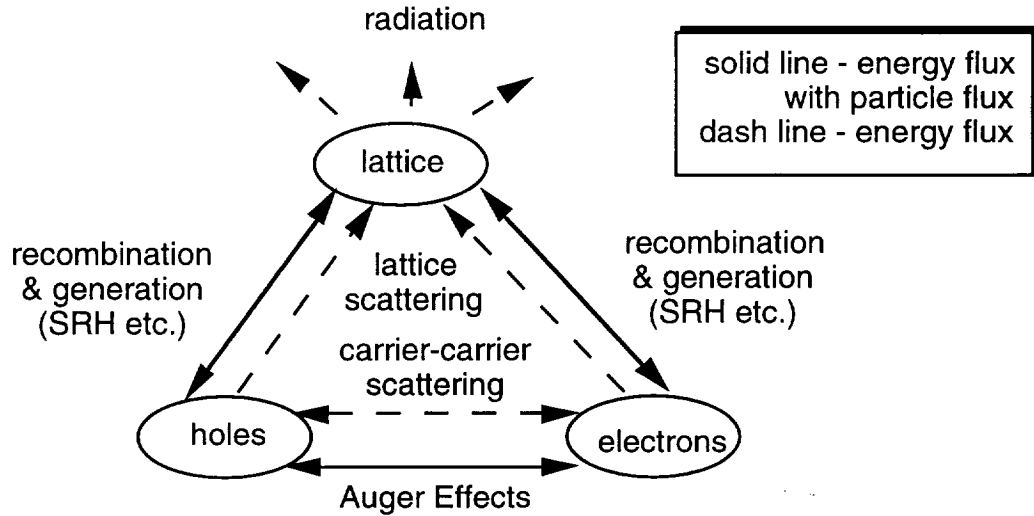 radiation
solid line - energy flux
with particle flux
dash line - energy flux
lattice
recombination
& generation
(SRH etc.)
lattice
scattering
recombination
& generation
(SRH etc.)
carrier-carrier
scattering
holes
electrons
Auger Effects